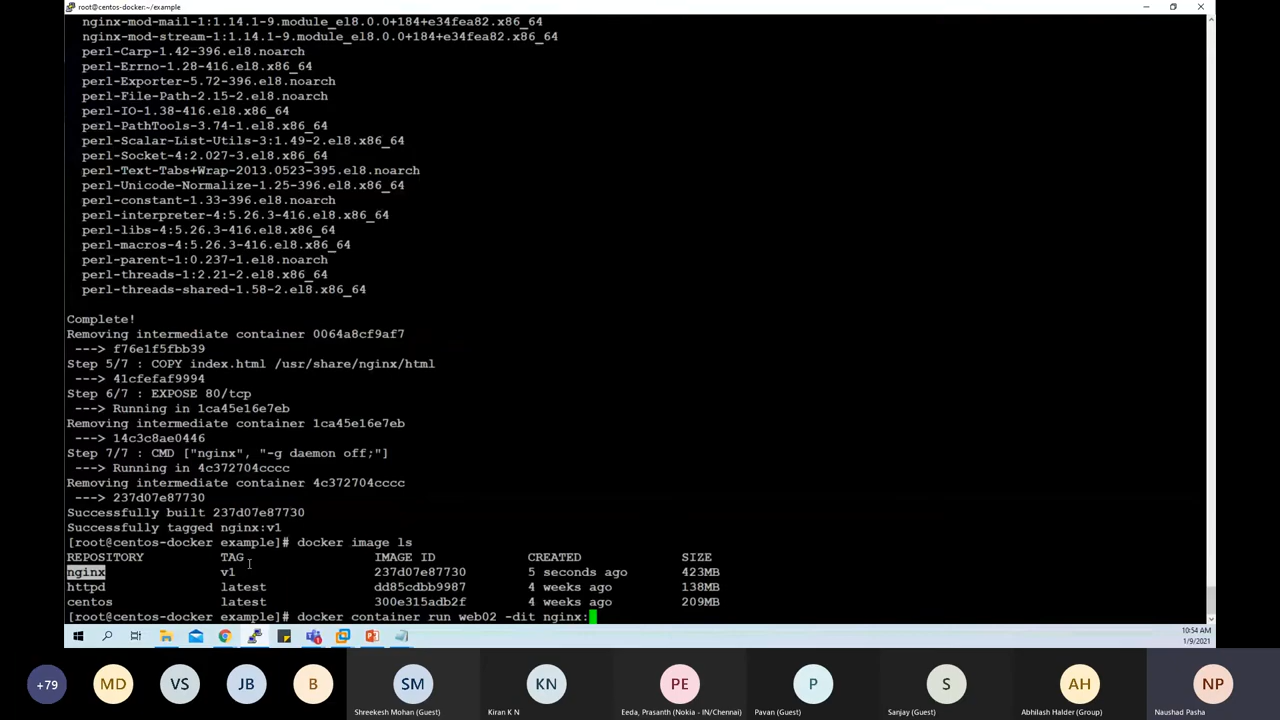 root@centos-docker:~/example
nginx-mod-mail-1:1.14.1-9.module_el8.0.0+184+e34fea82.x86_64
nginx-mod-stream-1:1.14.1-9.module_el8.0.0+184+e34fea82.x86_64
perl-Carp-1.42-396.el8.noarch
perl-Errno-1.28-416.el8.x86_64
perl-Exporter-5.72-396.el8.noarch
perl-File-Path-2.15-2.el8.noarch
perl-IO-1.38-416.el8.x86_64
perl-PathTools-3.74-1.el8.x86_64
perl-Scalar-List-Utils-3:1.49-2.el8.x86_64
perl-Socket-4:2.027-3.el8.x86_64
perl-Text-Tabs+Wrap-2013.0523-395.el8.noarch
perl-Unicode-Normalize-1.25-396.el8.x86_64
perl-constant-1.33-396.el8.noarch
perl-interpreter-4:5.26.3-416.el8.x86_64
perl-libs-4:5.26.3-416.el8.x86_64
perl-macros-4:5.26.3-416.el8.x86_64
perl-parent-1:0.237-1.el8.noarch
perl-threads-1:2.21-2.el8.x86_64
perl-threads-shared-1.58-2.el8.x86_64
Complete!
Removing intermediate container 0064a8cf9af7
---> f76e1f5fbb39
Step 5/7 : COPY index.html /usr/share/nginx/html
---> 41cfefaf9994
Step 6/7 : EXPOSE 80/tcp
---> Running in 1ca45e16e7eb
Removing intermediate container 1ca45e16e7eb
---> 14c3c8ae0446
Step 7/7 : CMD ["nginx", "-g daemon off;"]
---> Running in 4c372704cccc
Removing intermediate container 4c372704cccc
---> 237d07e87730
Successfully built 237d07e87730
Successfully tagged nginx:v1
[root@centos-docker example]# docker image ls
REPOSITORY TAG IMAGE ID CREATED SIZE
nginx v1 237d07e87730 5 seconds ago 423MB
httpd latest dd85cdbb9987 4 weeks ago 138MB
centos latest 300e315adb2f 4 weeks ago 209MB
[root@centos-docker example]# docker container run web02 -dit nginx:
10:54 AM
1/9/2021
+79 MD VS JB B SM KN PE P S AH NP
Shreekesh Mohan (Guest) Kiran K N Eeda, Prasanth (Nokia - IN/Chennai) Pavan (Guest) Sanjay (Guest) Abhilash Halder (Group) Naushad Pasha